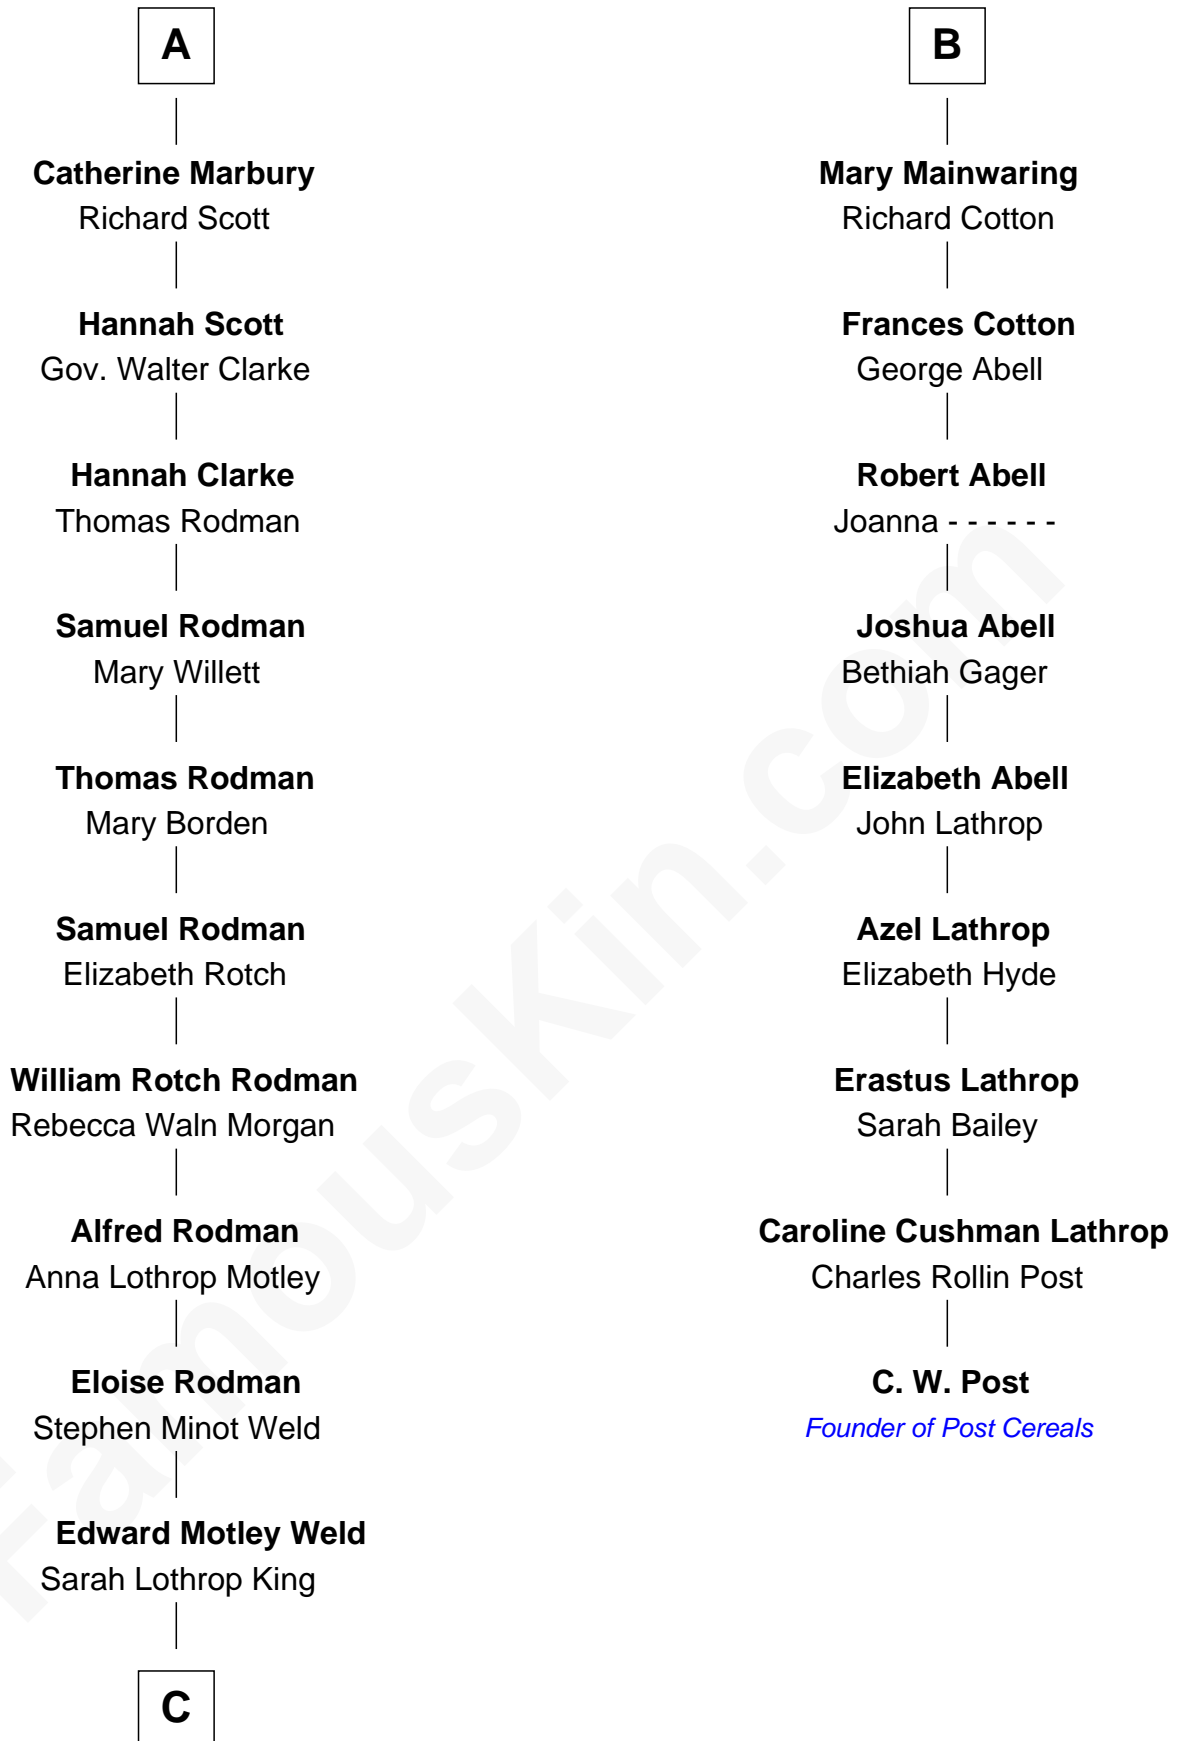 A
Catherine Marbury
Richard Scott
Hannah Scott
Gov. Walter Clarke
Hannah Clarke
Thomas Rodman
Samuel Rodman
Mary Willett
Thomas Rodman
Mary Borden
Samuel Rodman
Elizabeth Rotch
William Rotch Rodman
Rebecca Waln Morgan
Alfred Rodman
Anna Lothrop Motley
Eloise Rodman
Stephen Minot Weld
Edward Motley Weld
Sarah Lothrop King
C
B
Mary Mainwaring
Richard Cotton
Frances Cotton
George Abell
Robert Abell
Joanna - - - - - -
Joshua Abell
Bethiah Gager
Elizabeth Abell
John Lathrop
Azel Lathrop
Elizabeth Hyde
Erastus Lathrop
Sarah Bailey
Caroline Cushman Lathrop
Charles Rollin Post
C. W. Post
Founder of Post Cereals
FamousKin.com